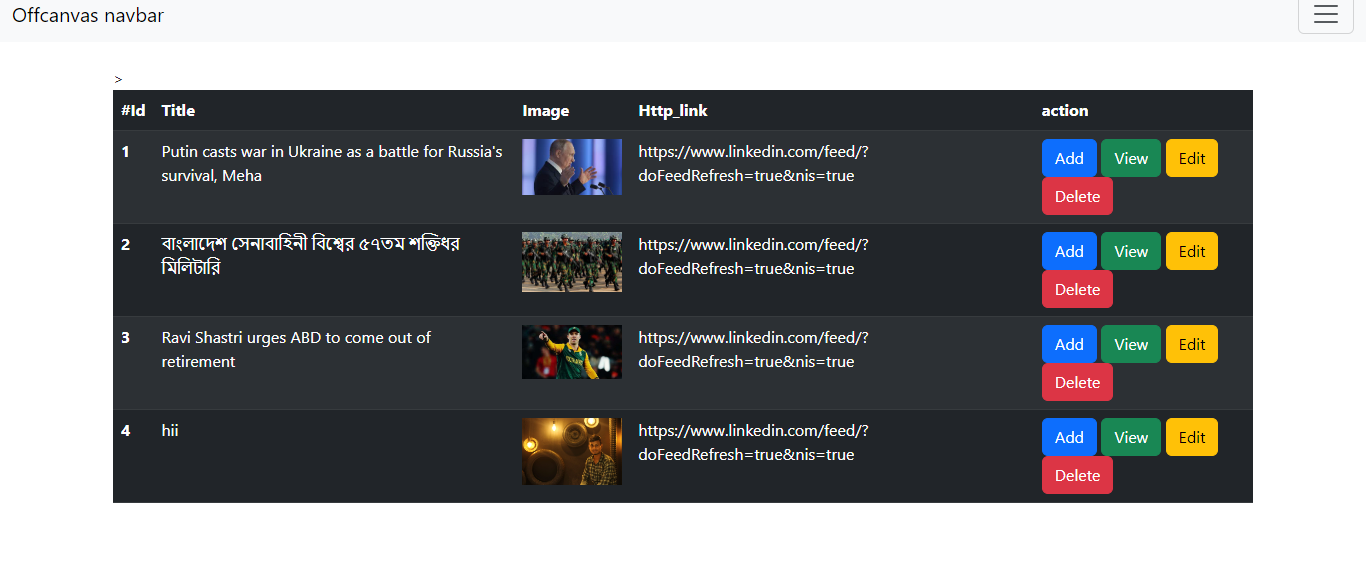 Offcanvas navbar
>
#Id Title Image Http_link action
1 Putin casts war in Ukraine as a battle for Russia's survival, Meha https://www.linkedin.com/feed/?doFeedRefresh=true&nis=true Add View Edit Delete
2 বাংলাদেশ সেনাবাহিনী বিশ্বের ৫৭তম শক্তিধর মিলিটারি https://www.linkedin.com/feed/?doFeedRefresh=true&nis=true Add View Edit Delete
3 Ravi Shastri urges ABD to come out of retirement https://www.linkedin.com/feed/?doFeedRefresh=true&nis=true Add View Edit Delete
4 hii https://www.linkedin.com/feed/?doFeedRefresh=true&nis=true Add View Edit Delete